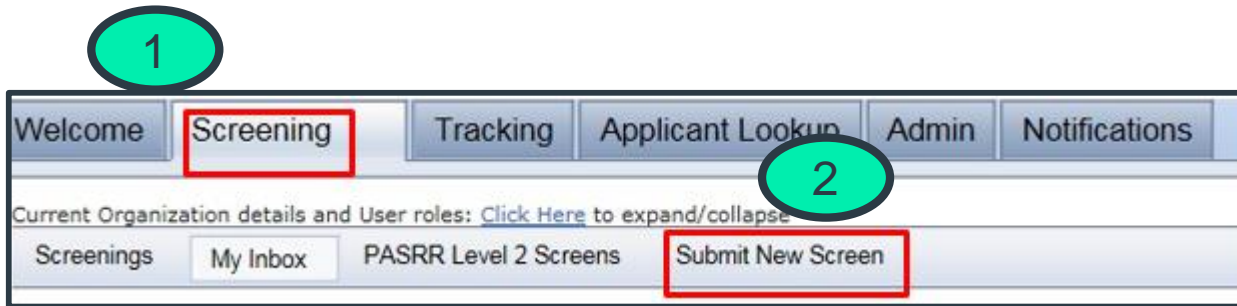 1
Welcome Screening Tracking Applicant Lookup Admin Notifications
2
Current Organization details and User roles: Click Here to expand/collapse
Screenings My Inbox PASRR Level 2 Screens Submit New Screen